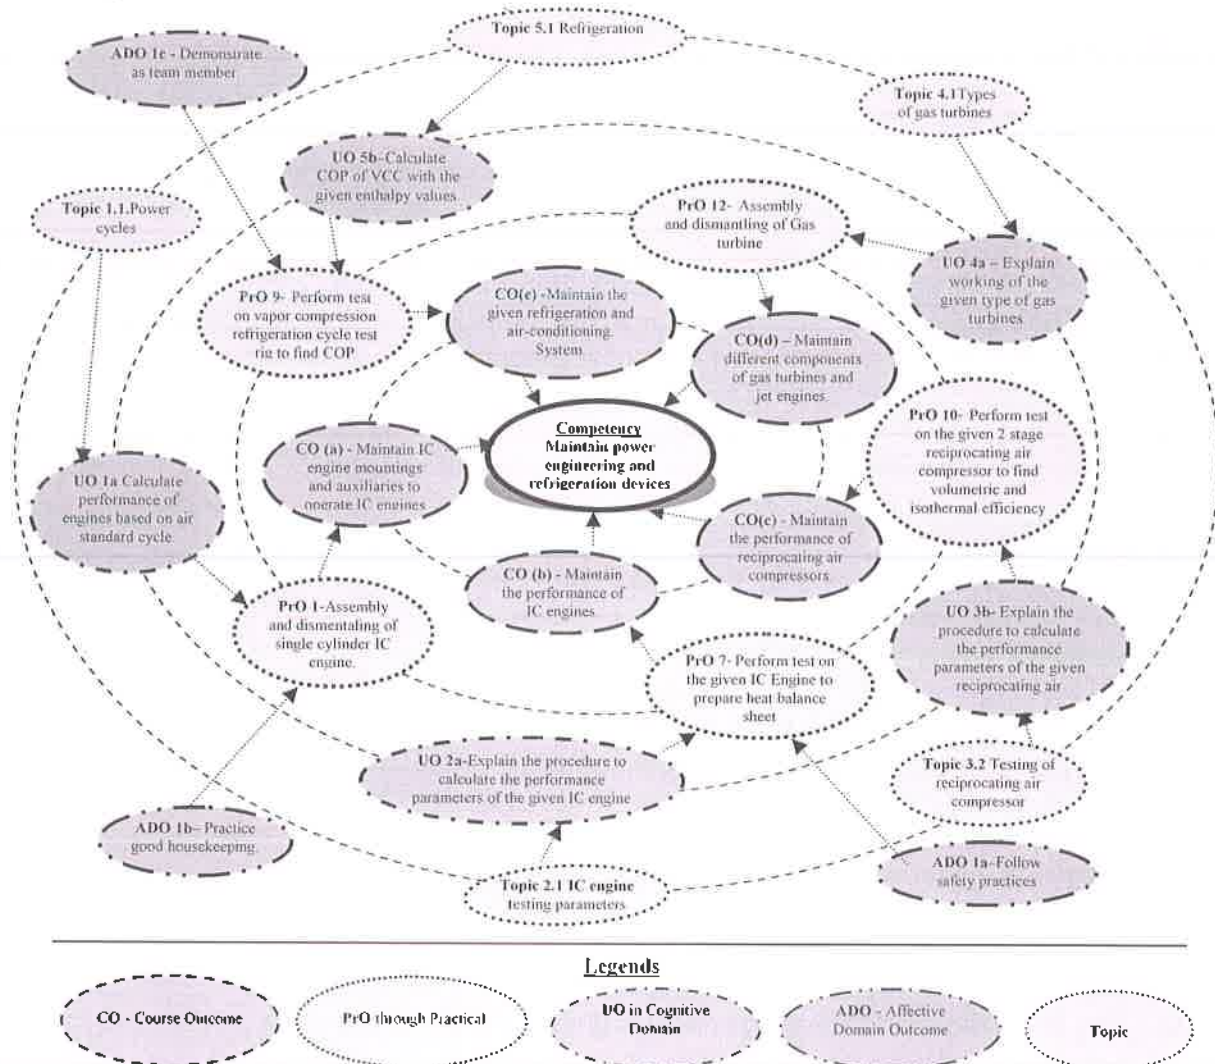 Topic 5.1 Refrigeration
ADO 1c - Demonstrate
as team member
Topic 4.1Types
of gas turbines
UO 5b–Calculate
COP of VCC with the
given enthalpy values.
Topic 1.1.Power
cycles
PrO 12- Assembly
and dismantling of Gas
turbine
UO 4a – Explain
working of the
given type of gas
turbines
PrO 9- Perform test
on vapor compression
refrigeration cycle test
rig to find COP
CO(e) -Maintain the
given refrigeration and
air-conditioning.
System
CO(d) – Maintain
different components
of gas turbines and
jet engines
PrO 10- Perform test
on the given 2 stage
reciprocating air
compressor to find
volumetric and
isothermal efficiency
Competency
Maintain power
engineering and
refrigeration devices
CO (a) - Maintain IC
engine mountings
and auxiliaries to
operate IC engines
UO 1a Calculate
performance of
engines based on air
standard cycle
CO(c) - Maintain
the performance of
reciprocating air
compressors
CO (b) - Maintain
the performance of
IC engines
PrO 1-Assembly
and dismentaling of
single cylinder IC
engine.
UO 3b- Explain the
procedure to calculate
the performance
parameters of the given
reciprocating air
PrO 7- Perform test on
the given IC Engine to
prepare heat balance
sheet
UO 2a-Explain the procedure to
calculate the performance
parameters of the given IC engine
Topic 3.2 Testing of
reciprocating air
compressor
ADO 1b– Practice
good housekeeping.
ADO 1a–Follow
safety practices
Topic 2.1 IC engine
testing parameters
Legends
CO - Course Outcome
PrO through Practical
UO in Cognitive
Domain
ADO - Affective
Domain Outcome
Topic